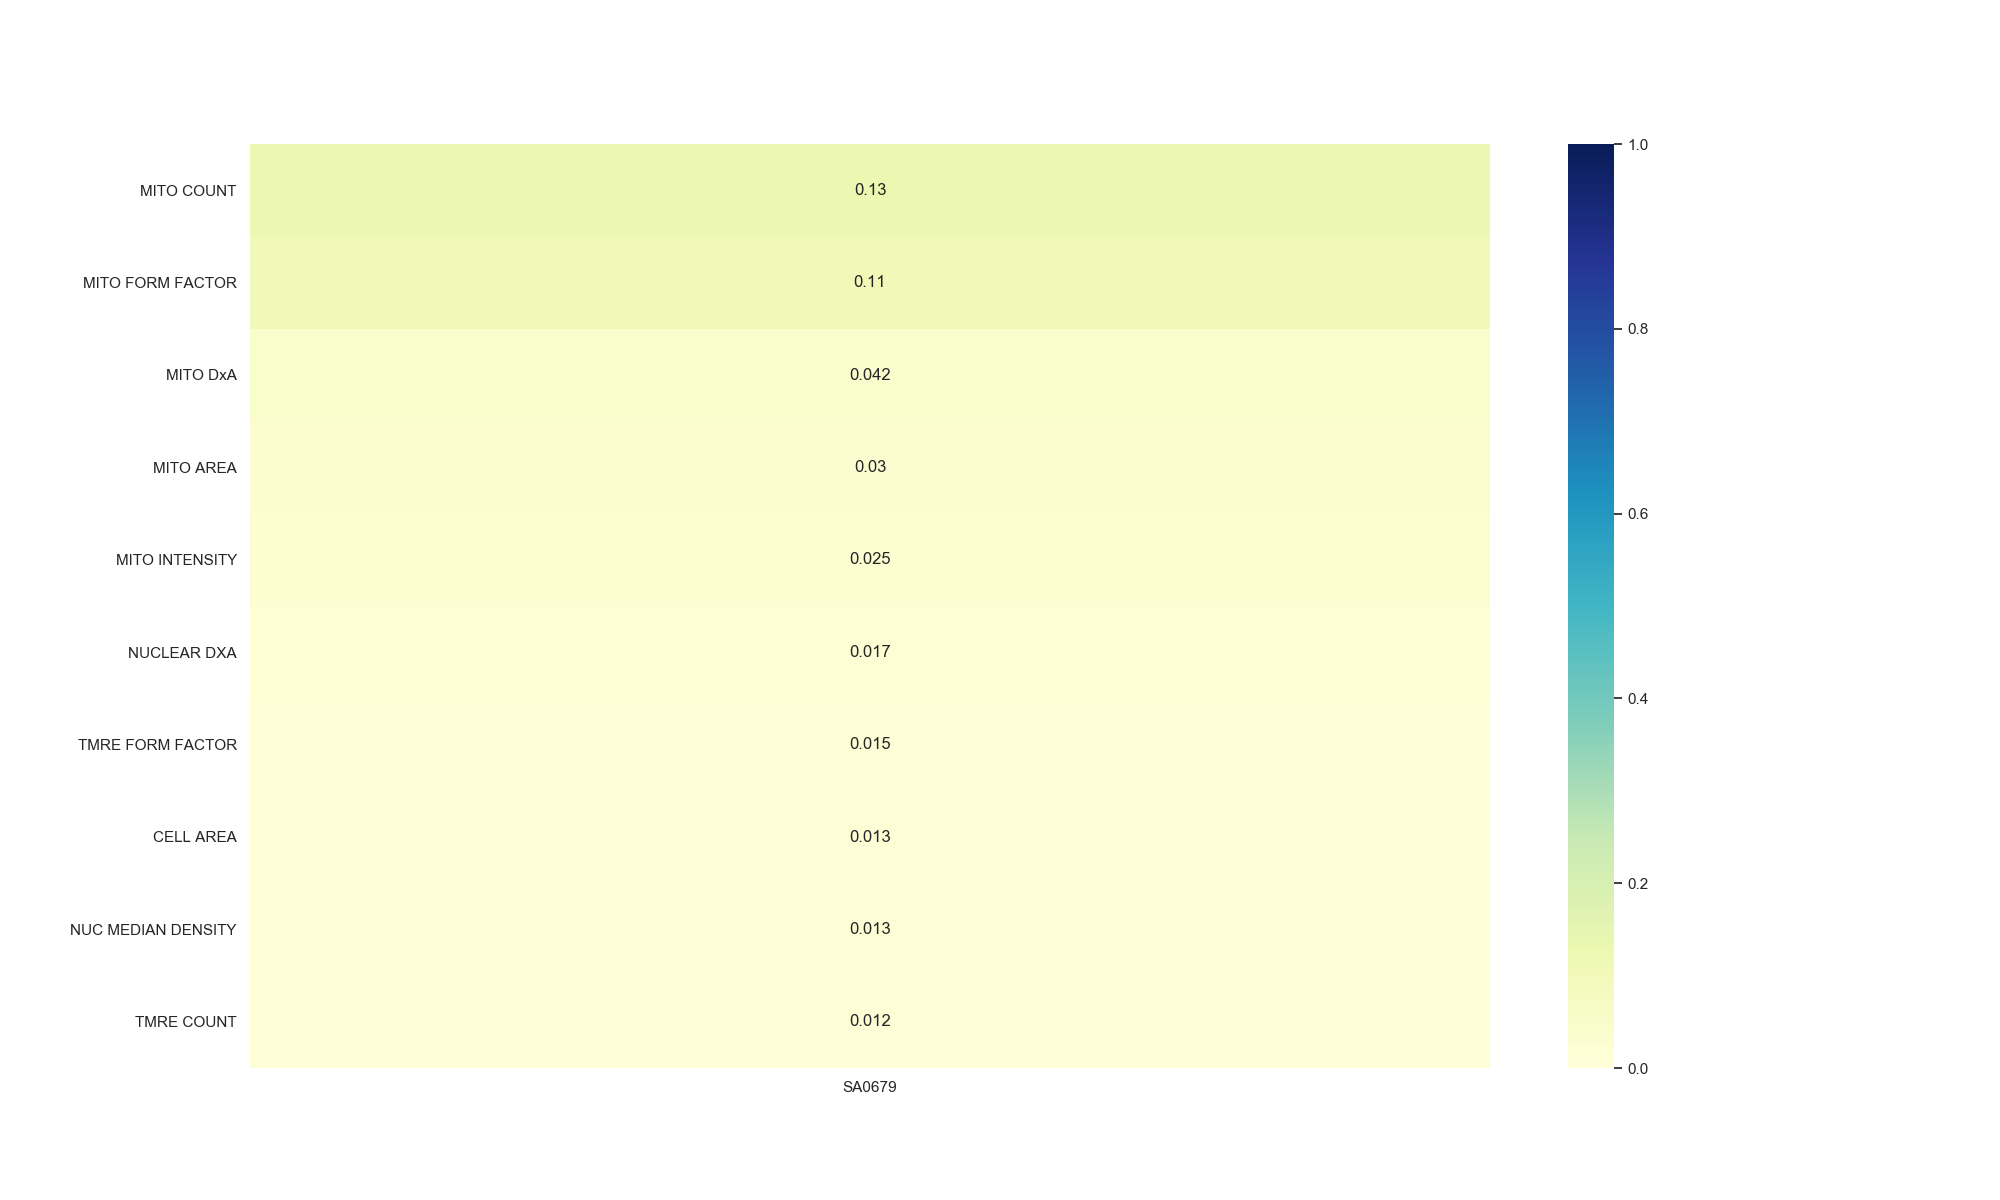 MITO COUNT 0.13
MITO FORM FACTOR 0.11
MITO DxA 0.042
MITO AREA 0.03
MITO INTENSITY 0.025
NUCLEAR DXA 0.017
TMRE FORM FACTOR 0.015
CELL AREA 0.013
NUC MEDIAN DENSITY 0.013
TMRE COUNT 0.012
SA0679
1.0
0.8
0.6
0.4
0.2
0.0